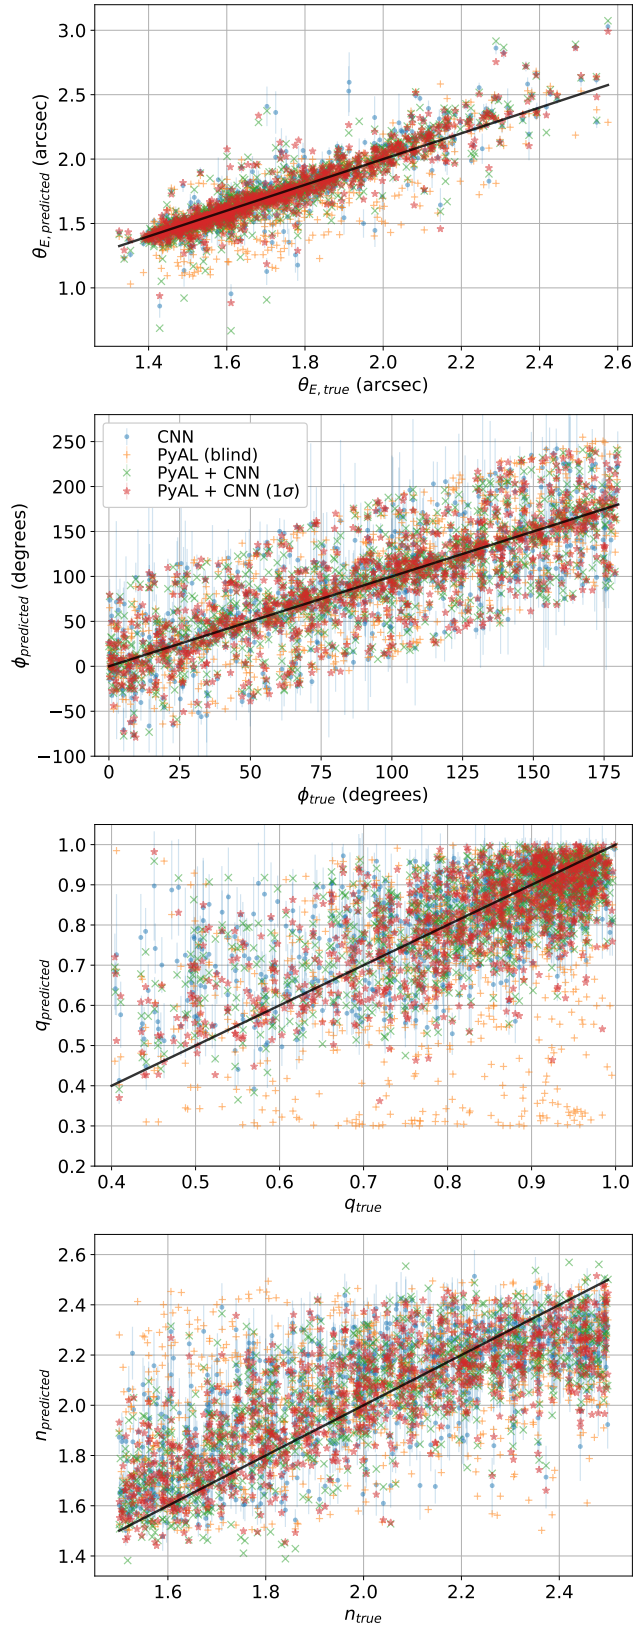 3.0
2.5
2.0
1.5
1.0
θE,predicted (arcsec)
1.4 1.6 1.8 2.0 2.2 2.4 2.6
θE,true (arcsec)
CNN
PyAL (blind)
PyAL + CNN
PyAL + CNN (1σ)
250
200
150
100
50
0
−50
−100
ϕpredicted (degrees)
0 25 50 75 100 125 150 175
ϕtrue (degrees)
1.0
0.9
0.8
0.7
0.6
0.5
0.4
0.3
0.2
qpredicted
0.4 0.5 0.6 0.7 0.8 0.9 1.0
qtrue
2.6
2.4
2.2
2.0
1.8
1.6
1.4
npredicted
1.6 1.8 2.0 2.2 2.4
ntrue